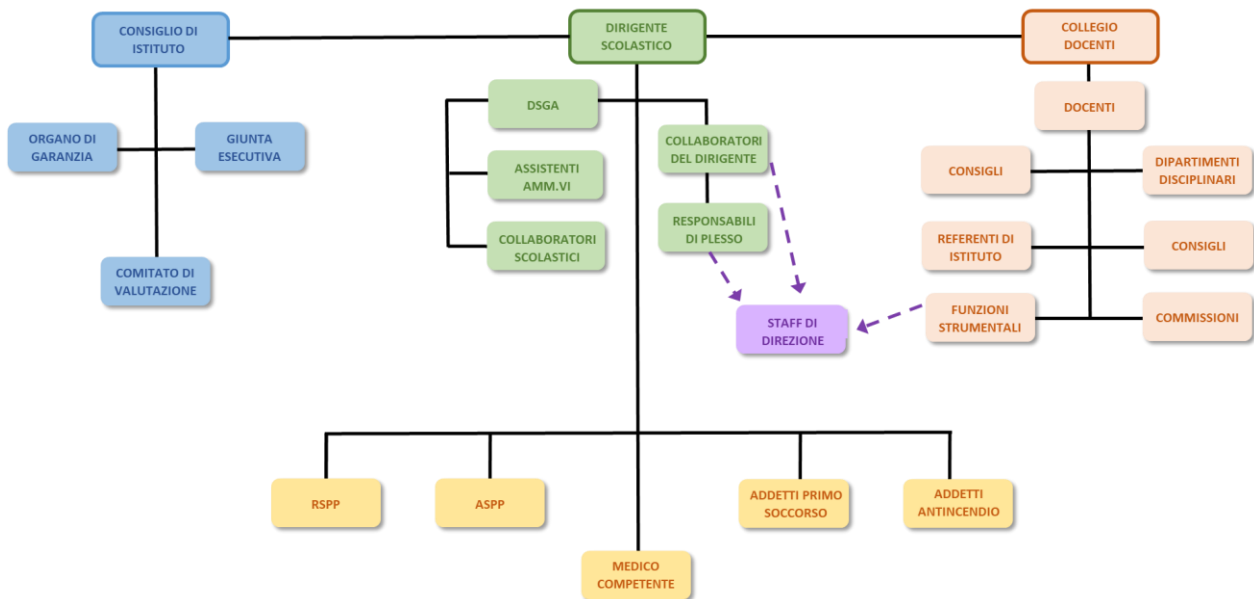 CONSIGLIO DI
ISTITUTO
DIRIGENTE
SCOLASTICO
COLLEGIO
DOCENTI
ORGANO DI
GARANZIA
GIUNTA
ESECUTIVA
COMITATO DI
VALUTAZIONE
DSGA
ASSISTENTI
AMM.VI
COLLABORATORI
SCOLASTICI
COLLABORATORI
DEL DIRIGENTE
RESPONSABILI
DI PLESSO
STAFF DI
DIREZIONE
DOCENTI
CONSIGLI
DIPARTIMENTI
DISCIPLINARI
REFERENTI DI
ISTITUTO
CONSIGLI
FUNZIONI
STRUMENTALI
COMMISSIONI
RSPP
ASPP
MEDICO
COMPETENTE
ADDETTI PRIMO
SOCCORSO
ADDETTI
ANTINCENDIO